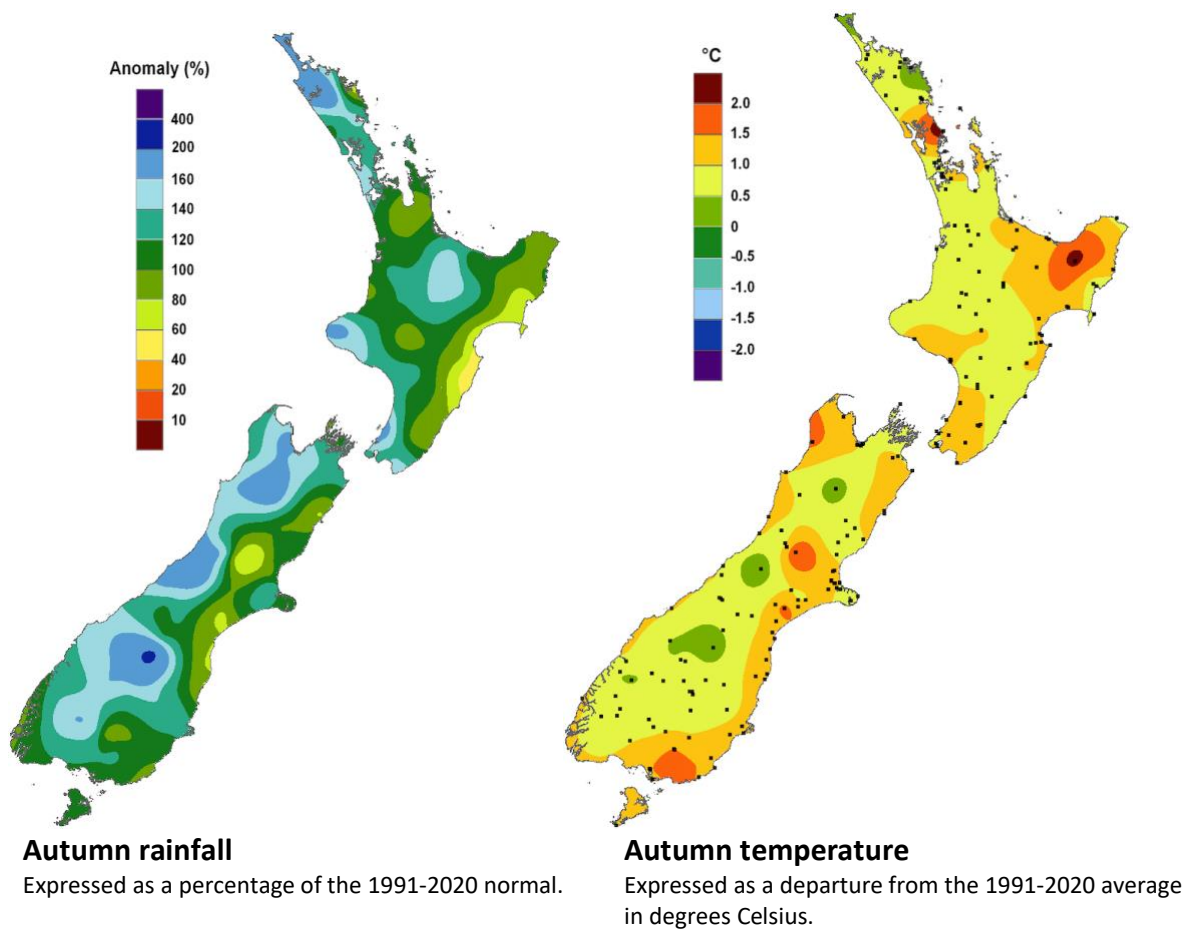 Anomaly (%)
400
200
160
140
120
100
80
60
40
20
10
°C
2.0
1.5
1.0
0.5
0
-0.5
-1.0
-1.5
-2.0
Autumn rainfall
Expressed as a percentage of the 1991-2020 normal.
Autumn temperature
Expressed as a departure from the 1991-2020 average
in degrees Celsius.